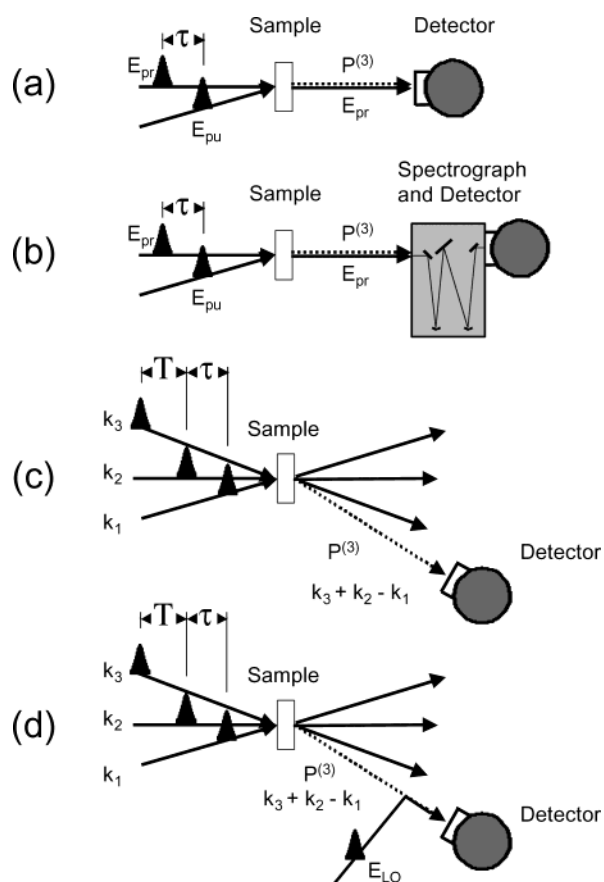 (a)
τ
Sample
Detector
E_pr
E_pu
P^(3)
E_pr
(b)
τ
Sample
Spectrograph
and Detector
E_pr
E_pu
P^(3)
E_pr
(c)
T
τ
k_3
k_2
k_1
Sample
P^(3)
k_3 + k_2 - k_1
Detector
(d)
T
τ
k_3
k_2
k_1
Sample
P^(3)
k_3 + k_2 - k_1
Detector
E_LO